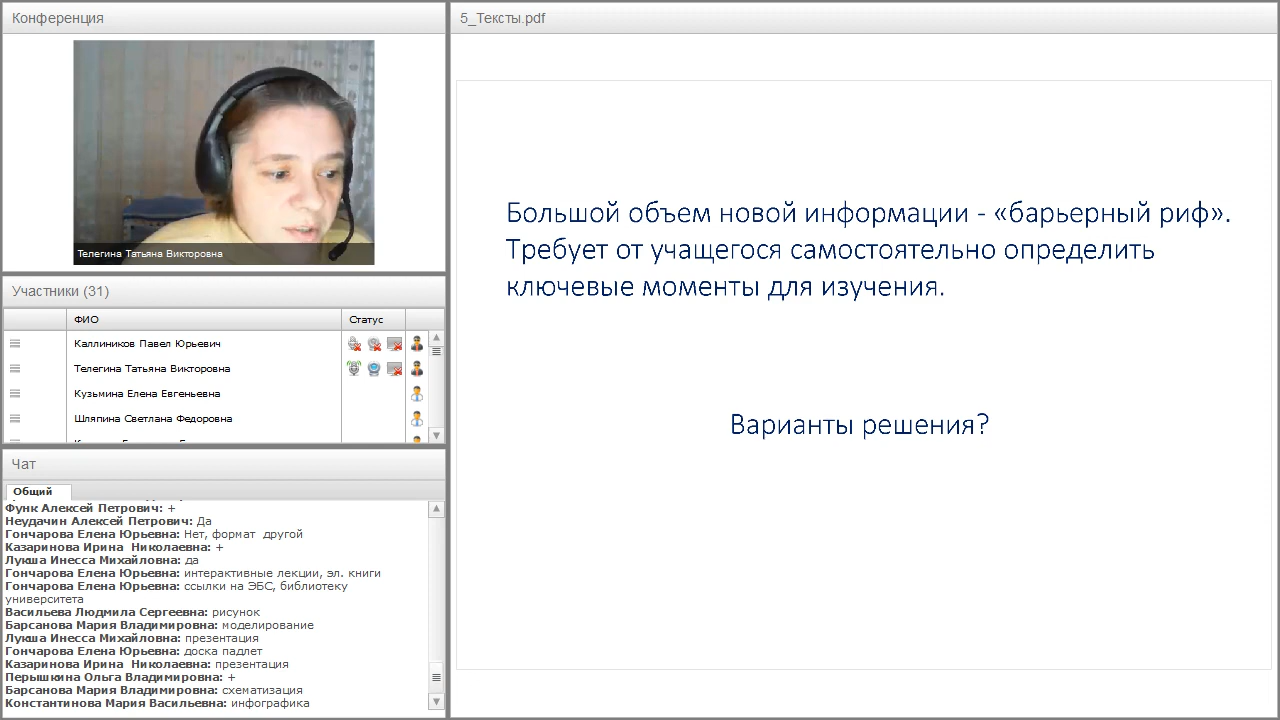 Конференция
Телегина Татьяна Викторовна
Участники (31)
ФИО Статус
Каллиников Павел Юрьевич
Телегина Татьяна Викторовна
Кузьмина Елена Евгеньевна
Шляпина Светлана Федоровна
Чат
Общий
Функ Алексей Петрович: +
Неудачин Алексей Петрович: Да
Гончарова Елена Юрьевна: Нет, формат другой
Казаринова Ирина Николаевна: +
Лукша Инесса Михайловна: да
Гончарова Елена Юрьевна: интерактивные лекции, эл. книги
Гончарова Елена Юрьевна: ссылки на ЭБС, библиотеку
университета
Васильева Людмила Сергеевна: рисунок
Барсанова Мария Владимировна: моделирование
Лукша Инесса Михайловна: презентация
Гончарова Елена Юрьевна: доска падлет
Казаринова Ирина Николаевна: презентация
Перышкина Ольга Владимировна: +
Барсанова Мария Владимировна: схематизация
Константинова Мария Васильевна: инфографика
5_Тексты.pdf
Большой объем новой информации - «барьерный риф».
Требует от учащегося самостоятельно определить
ключевые моменты для изучения.
Варианты решения?